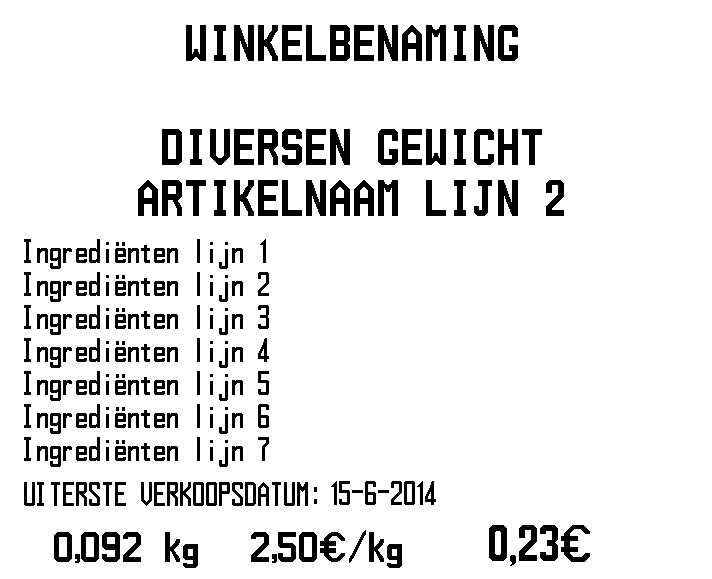 WINKELBENAMING
DIVERSEN GEWICHT
ARTIKELNAAM LIJN 2
Ingrediënten lijn 1
Ingrediënten lijn 2
Ingrediënten lijn 3
Ingrediënten lijn 4
Ingrediënten lijn 5
Ingrediënten lijn 6
Ingrediënten lijn 7
UITERSTE VERKOOPSDATUM: 15-6-2014
0,092 kg 2,50€/kg 0,23€